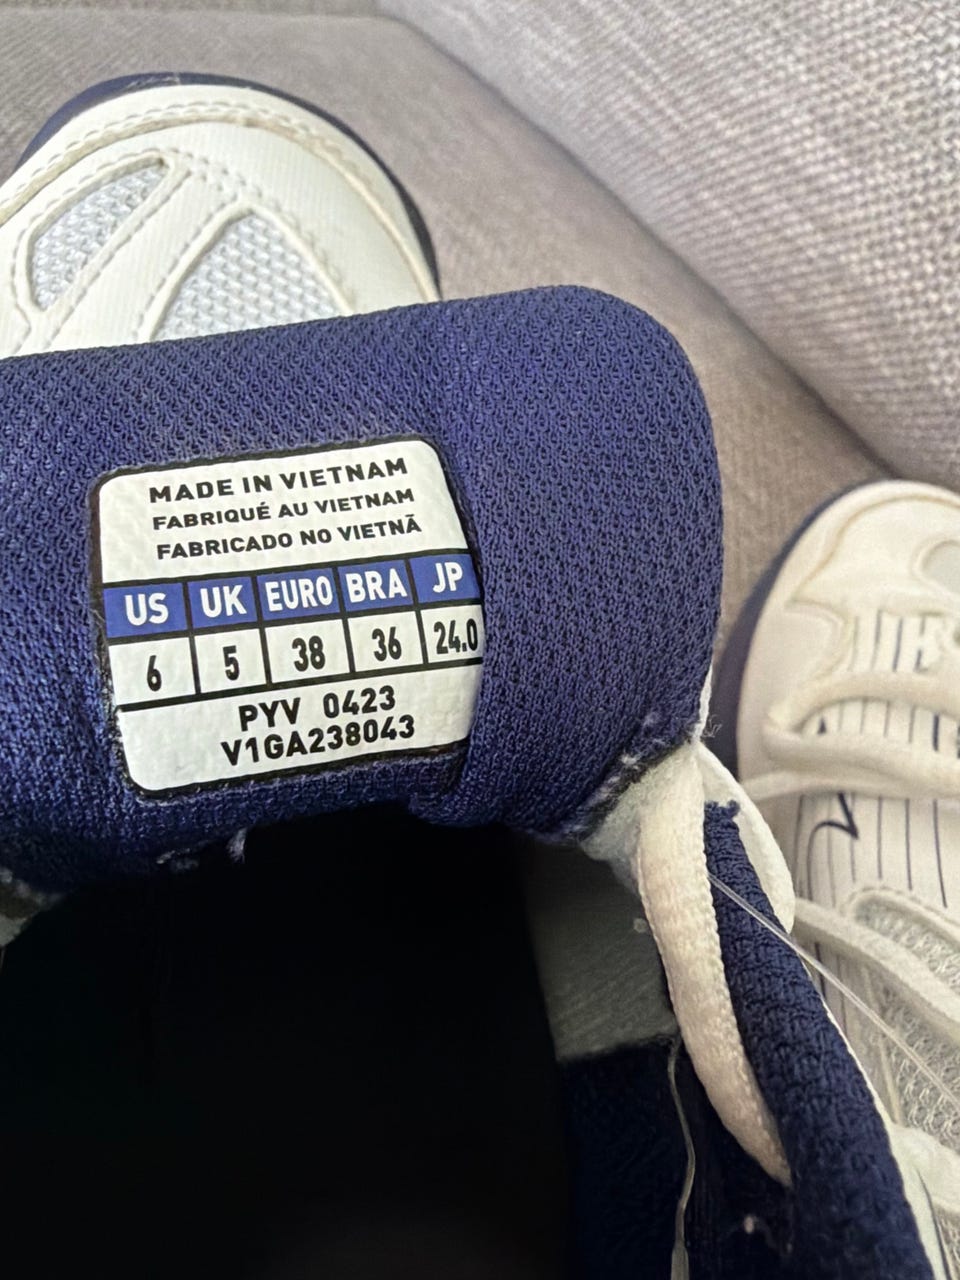 MADE IN VIETNAM
FABRIQUÉ AU VIETNAM
FABRICADO NO VIETNÃ
US UK EURO BRA JP
6 5 38 36 24.0
PYV 0423
V1GA238043